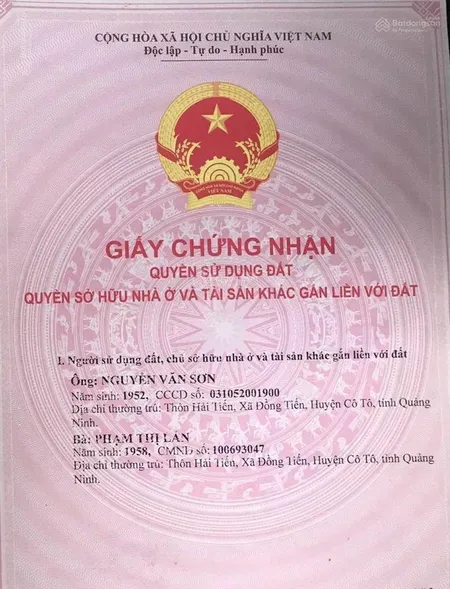 Batdongsan
CỘNG HÒA XÃ HỘI CHỦ NGHĨA VIỆT NAM
Độc lập - Tự do - Hạnh phúc
VIỆT NAM
GIẤY CHỨNG NHẬN
QUYỀN SỬ DỤNG ĐẤT
QUYỀN SỞ HỮU NHÀ Ở VÀ TÀI SẢN KHÁC GẮN LIỀN VỚI ĐẤT
I. Người sử dụng đất, chủ sở hữu nhà ở và tài sản khác gắn liền với đất
Ông: NGUYỄN VĂN SƠN
Năm sinh: 1952, CCCD số: 031052001900
Địa chỉ thường trú: Thôn Hải Tiến, Xã Đồng Tiến, Huyện Cô Tô, tỉnh Quảng
Ninh.
Bà: PHẠM THỊ LAN
Năm sinh: 1958, CMND số: 100693047
Địa chỉ thường trú: Thôn Hải Tiến, Xã Đồng Tiến, Huyện Cô Tô, tỉnh Quảng
Ninh.